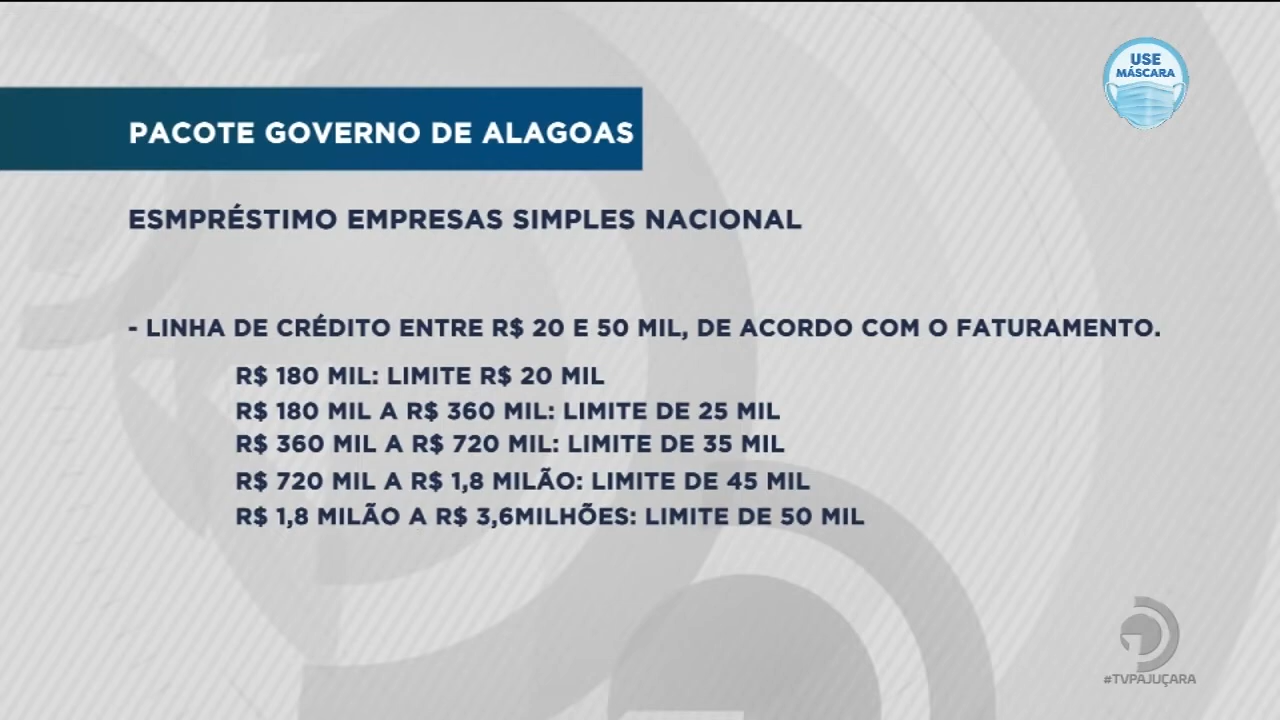 USE
MÁSCARA
PACOTE GOVERNO DE ALAGOAS
ESMPRÉSTIMO EMPRESAS SIMPLES NACIONAL
- LINHA DE CRÉDITO ENTRE R$ 20 E 50 MIL, DE ACORDO COM O FATURAMENTO.
R$ 180 MIL: LIMITE R$ 20 MIL
R$ 180 MIL A R$ 360 MIL: LIMITE DE 25 MIL
R$ 360 MIL A R$ 720 MIL: LIMITE DE 35 MIL
R$ 720 MIL A R$ 1,8 MILÃO: LIMITE DE 45 MIL
R$ 1,8 MILÃO A R$ 3,6MILHÕES: LIMITE DE 50 MIL
#TVPAJUÇARA